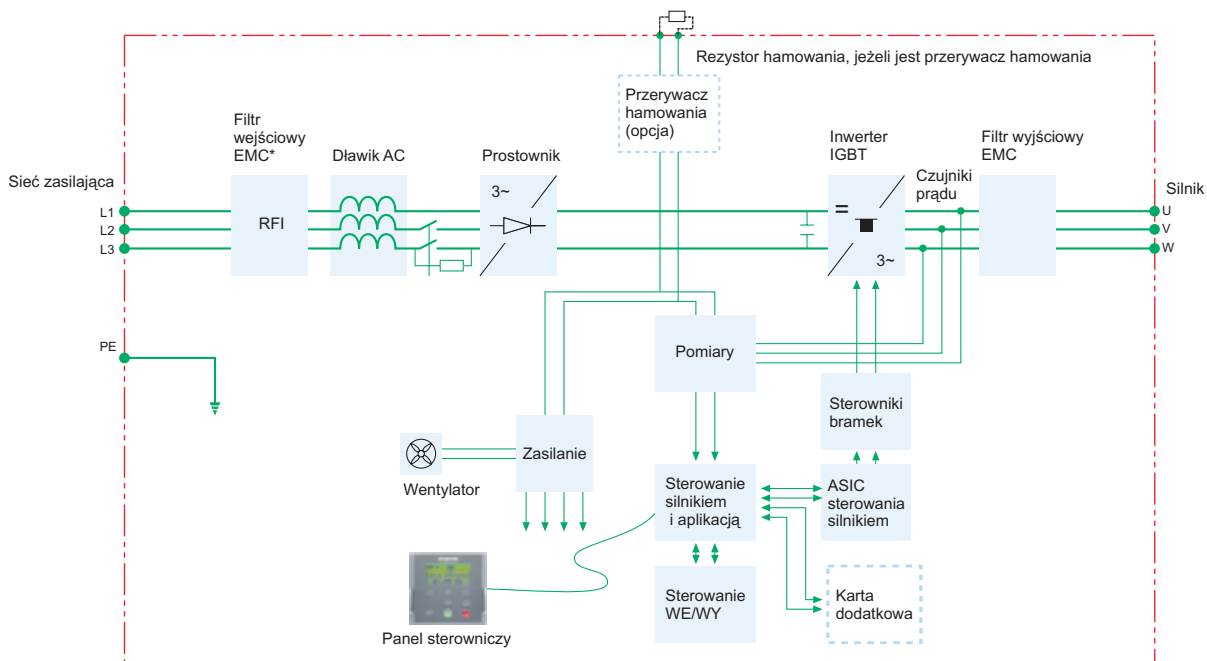 Rezystor hamowania, jeżeli jest przerywacz hamowania
Przerywacz
hamowania
(opcja)
Filtr
wejściowy
EMC*
Dławik AC
Prostownik
Inwerter
IGBT
Filtr wyjściowy
EMC
Czujniki
prądu
Sieć zasilająca
Silnik
L1
L2
L3
RFI
3~
=
3~
U
V
W
PE
Pomiary
Sterowniki
bramek
Zasilanie
Wentylator
Sterowanie
silnikiem
i aplikacją
ASIC
sterowania
silnikiem
Panel sterowniczy
Sterowanie
WE/WY
Karta
dodatkowa